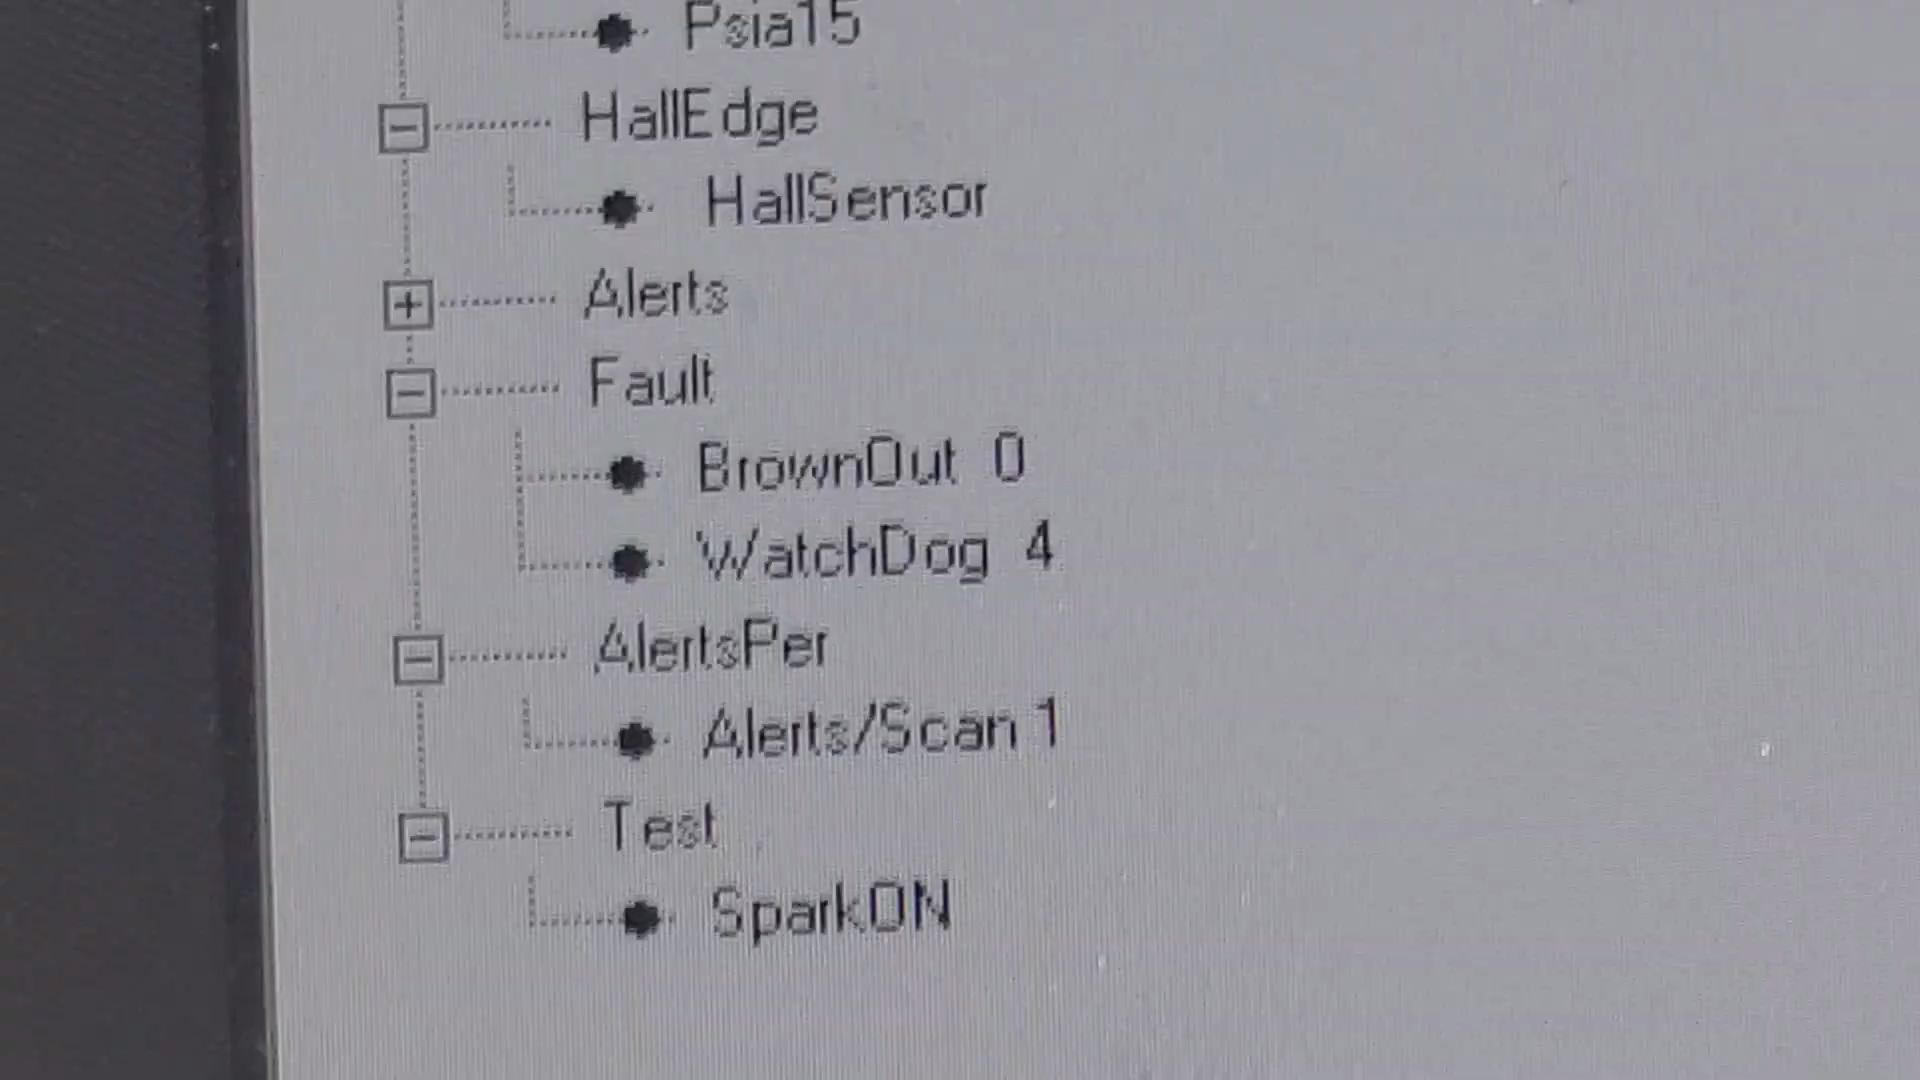 Psia15
HallEdge
HallSensor
Alerts
Fault
BrownOut 0
WatchDog 4
AlertsPer
Alerts/Scan 1
Test
SparkON